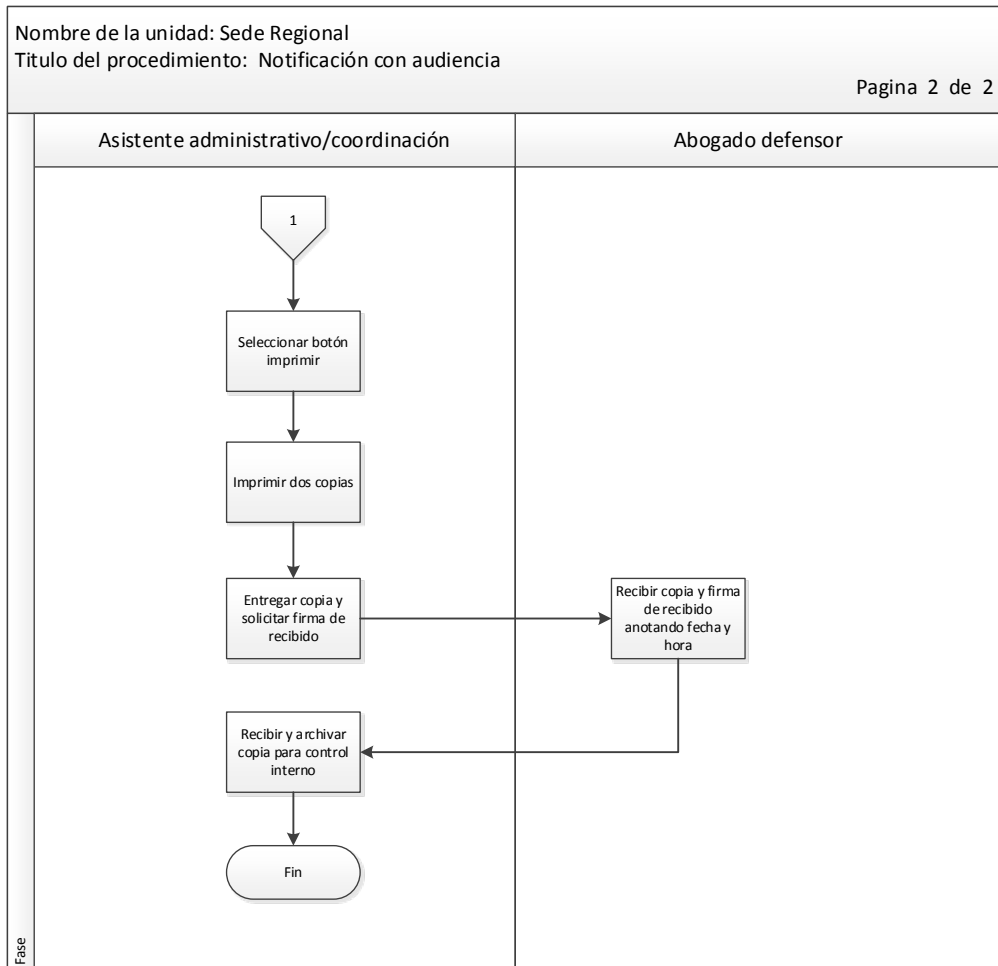 Nombre de la unidad: Sede Regional
Titulo del procedimiento:  Notificación con audiencia
Pagina 2 de 2
Asistente administrativo/coordinación
Abogado defensor
1
Seleccionar botón
imprimir
Imprimir dos copias
Entregar copia y
solicitar firma de
recibido
Recibir copia y firma
de recibido
anotando fecha y
hora
Recibir y archivar
copia para control
interno
Fin
Fase